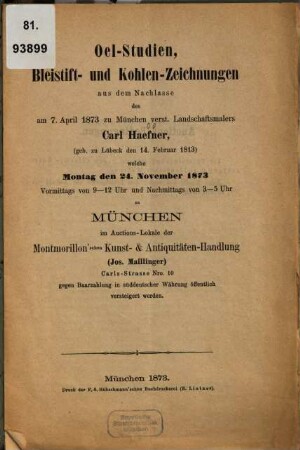 81.
93899
Oel-Studien,
Bleistift- und Kohlen-Zeichnungen
aus dem Nachlasse
des
am 7. April 1873 zu München verst. Landschaftsmalers
Carl Haefner,
(geb. zu Lübeck den 14. Februar 1813)
welche
Montag den 24. November 1873
Vormittags von 9—12 Uhr und Nachmittags von 3—5 Uhr
zu
MÜNCHEN
im Auctions-Lokale der
Montmorillon'schen Kunst- & Antiquitäten-Handlung
(Jos. Maillinger)
Carls-Strasse Nro. 10
gegen Baarzahlung in süddeutscher Währung öffentlich
versteigert werden.
München 1873.
Druck der